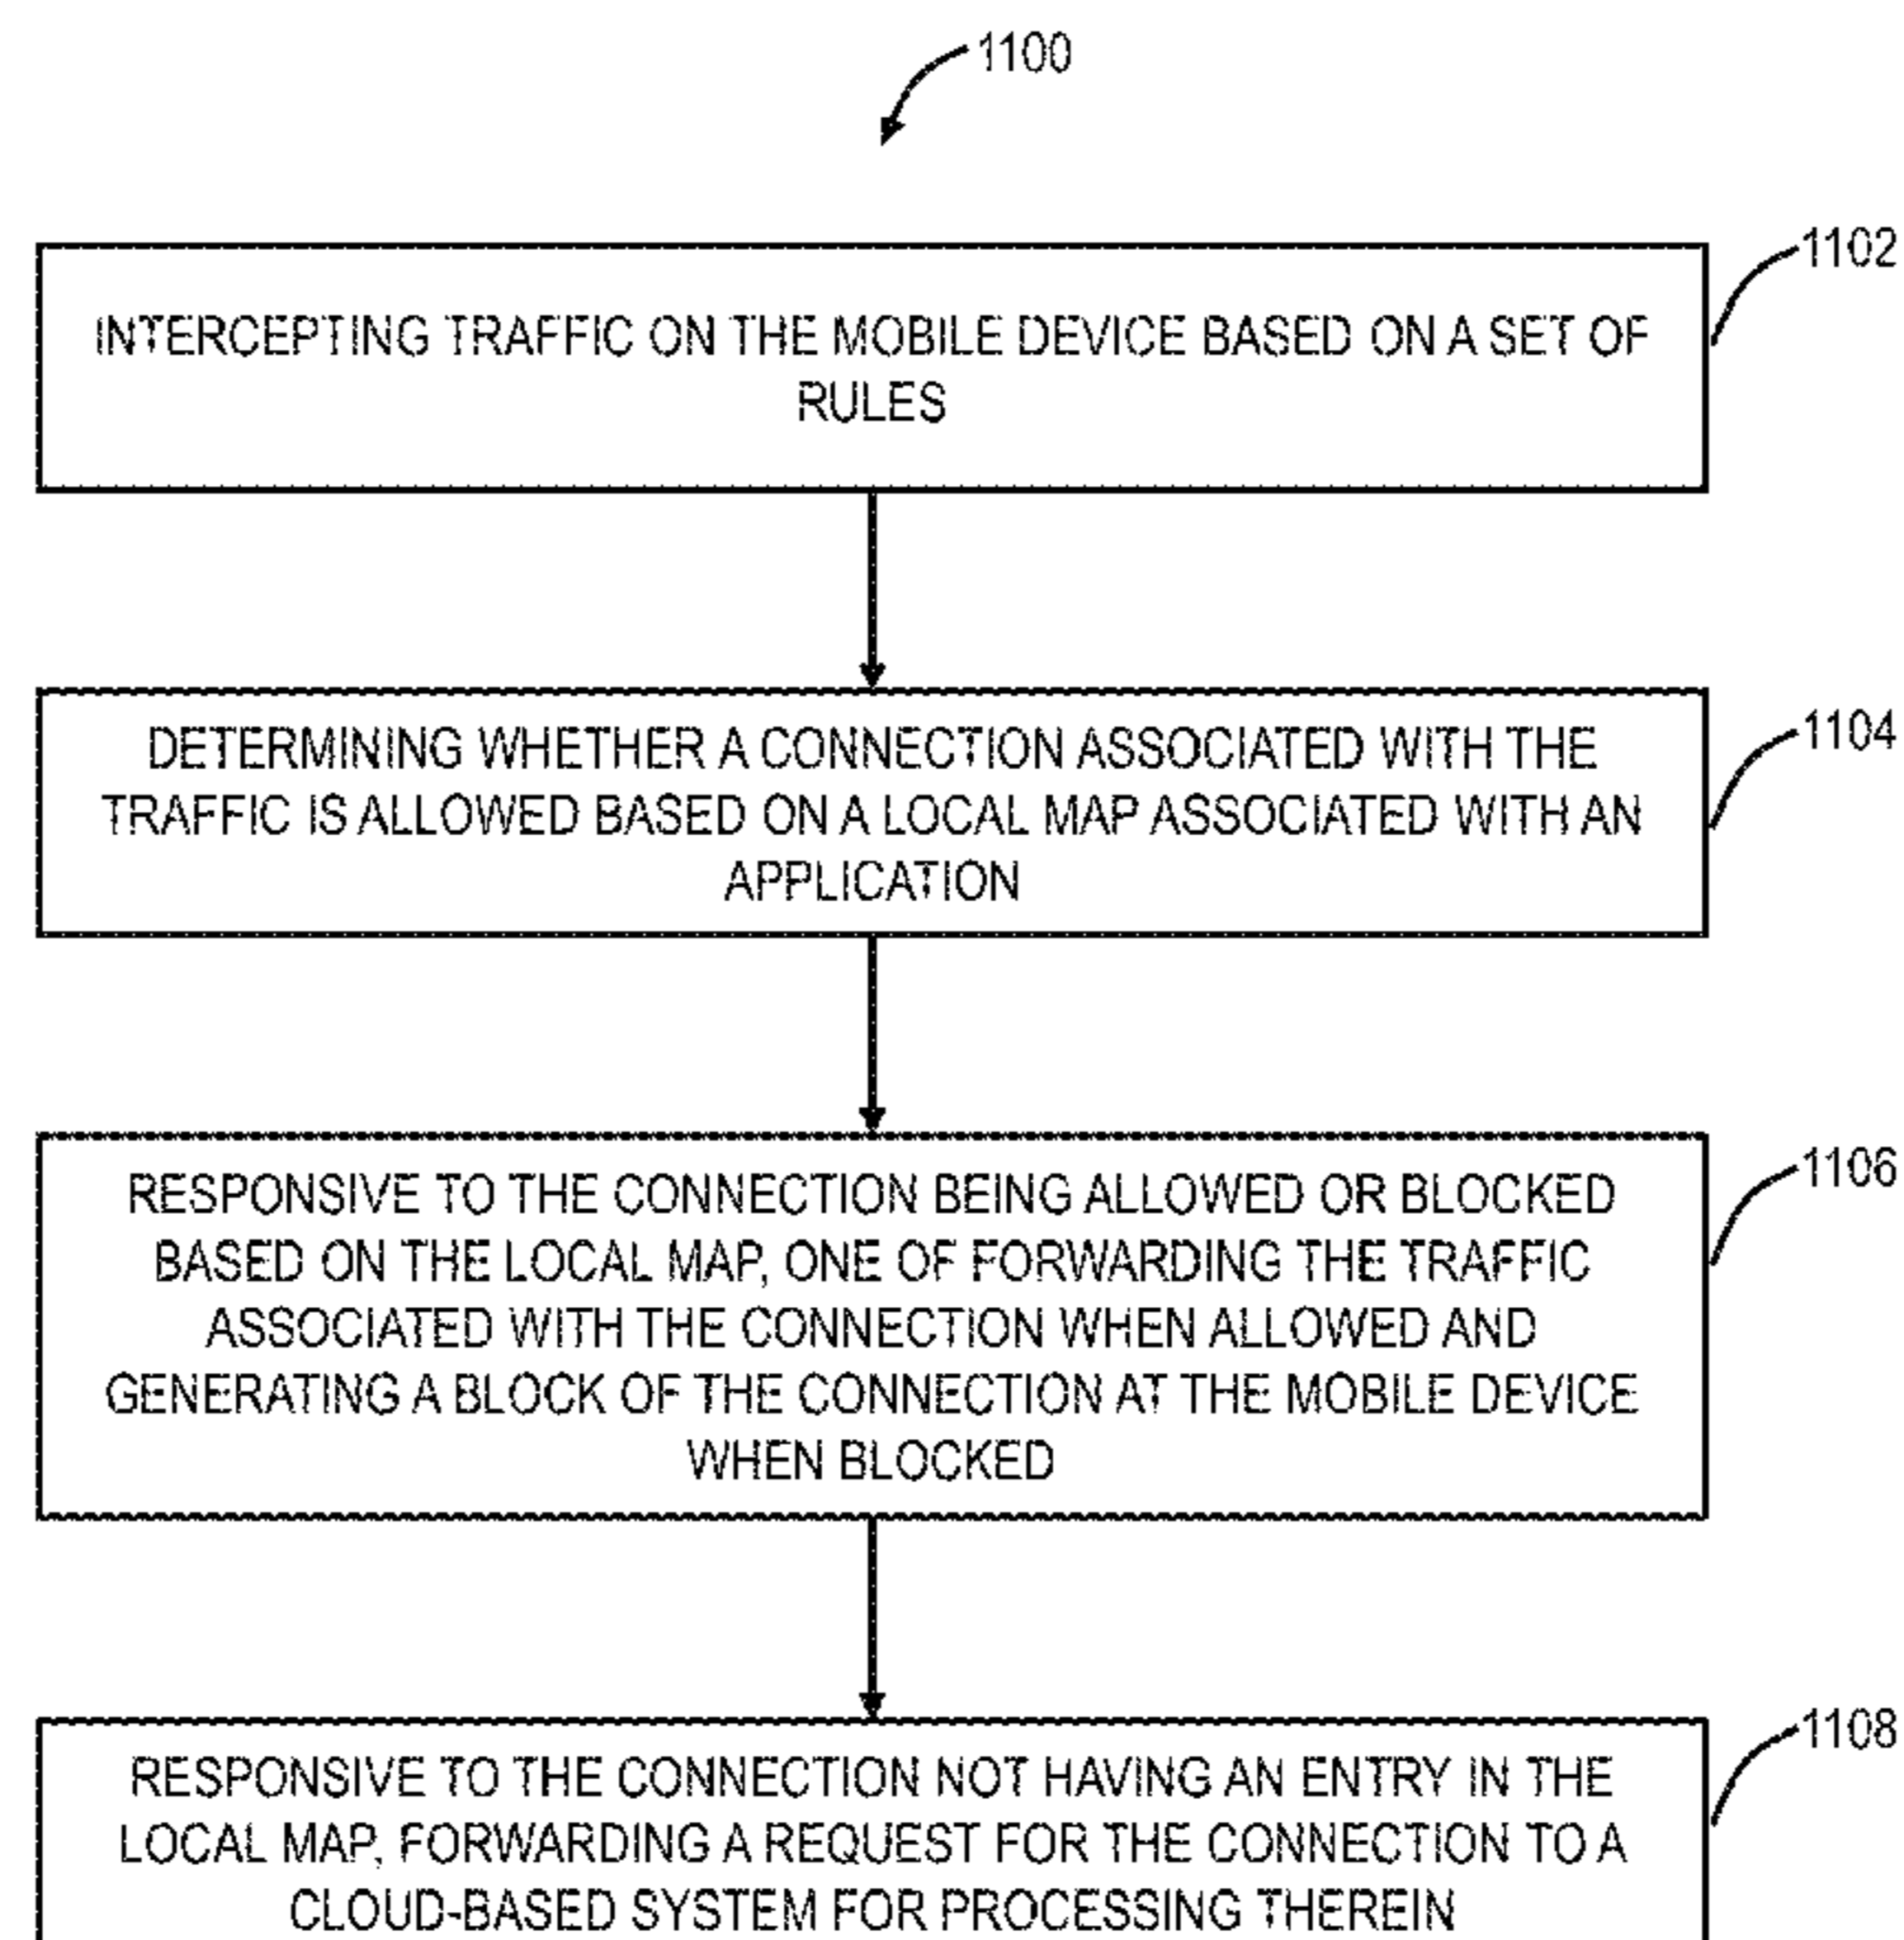 1100
1102
INTERCEPTING TRAFFIC ON THE MOBILE DEVICE BASED ON A SET OF
RULES
1104
DETERMINING WHETHER A CONNECTION ASSOCIATED WITH THE
TRAFFIC IS ALLOWED BASED ON A LOCAL MAP ASSOCIATED WITH AN
APPLICATION
1106
RESPONSIVE TO THE CONNECTION BEING ALLOWED OR BLOCKED
BASED ON THE LOCAL MAP, ONE OF FORWARDING THE TRAFFIC
ASSOCIATED WITH THE CONNECTION WHEN ALLOWED AND
GENERATING A BLOCK OF THE CONNECTION AT THE MOBILE DEVICE
WHEN BLOCKED
1108
RESPONSIVE TO THE CONNECTION NOT HAVING AN ENTRY IN THE
LOCAL MAP, FORWARDING A REQUEST FOR THE CONNECTION TO A
CLOUD-BASED SYSTEM FOR PROCESSING THEREIN